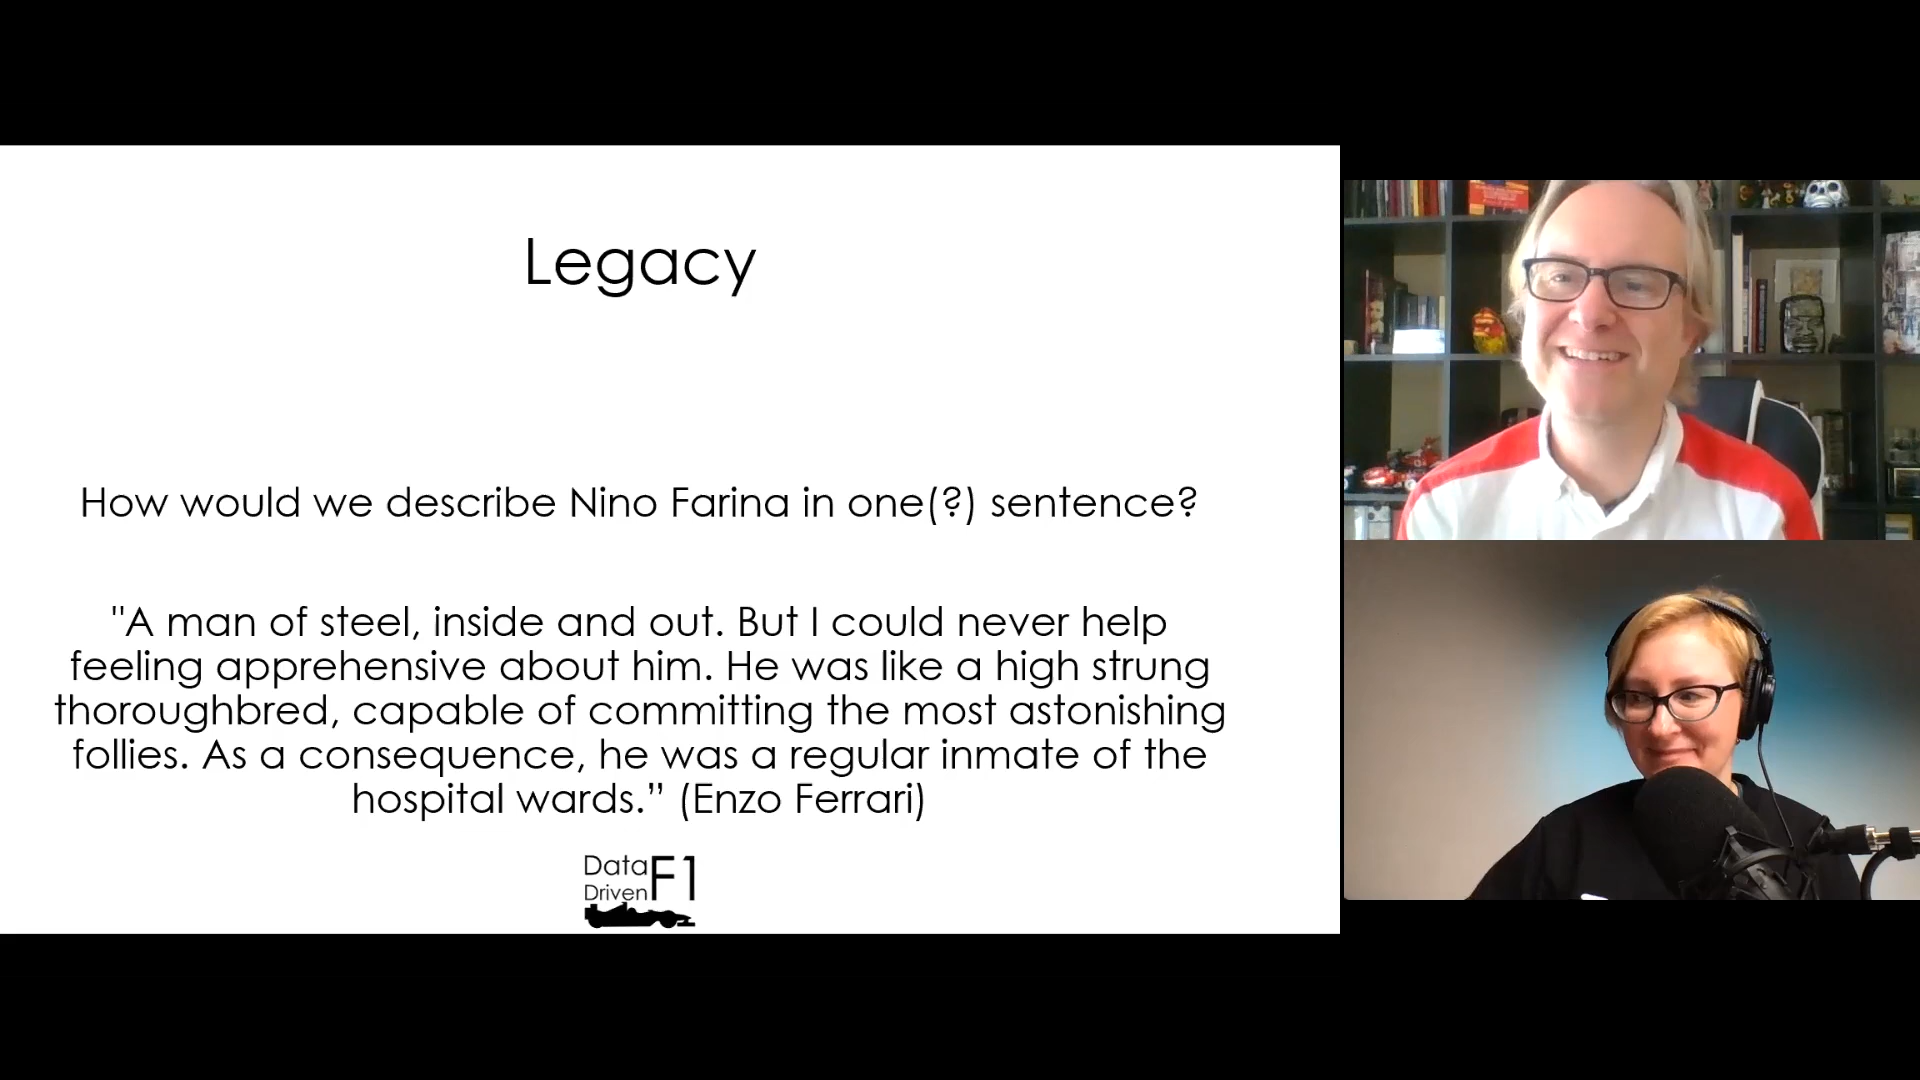 Legacy
How would we describe Nino Farina in one(?) sentence?
"A man of steel, inside and out. But I could never help
feeling apprehensive about him. He was like a high strung
thoroughbred, capable of committing the most astonishing
follies. As a consequence, he was a regular inmate of the
hospital wards.” (Enzo Ferrari)
Data
Driven
F1